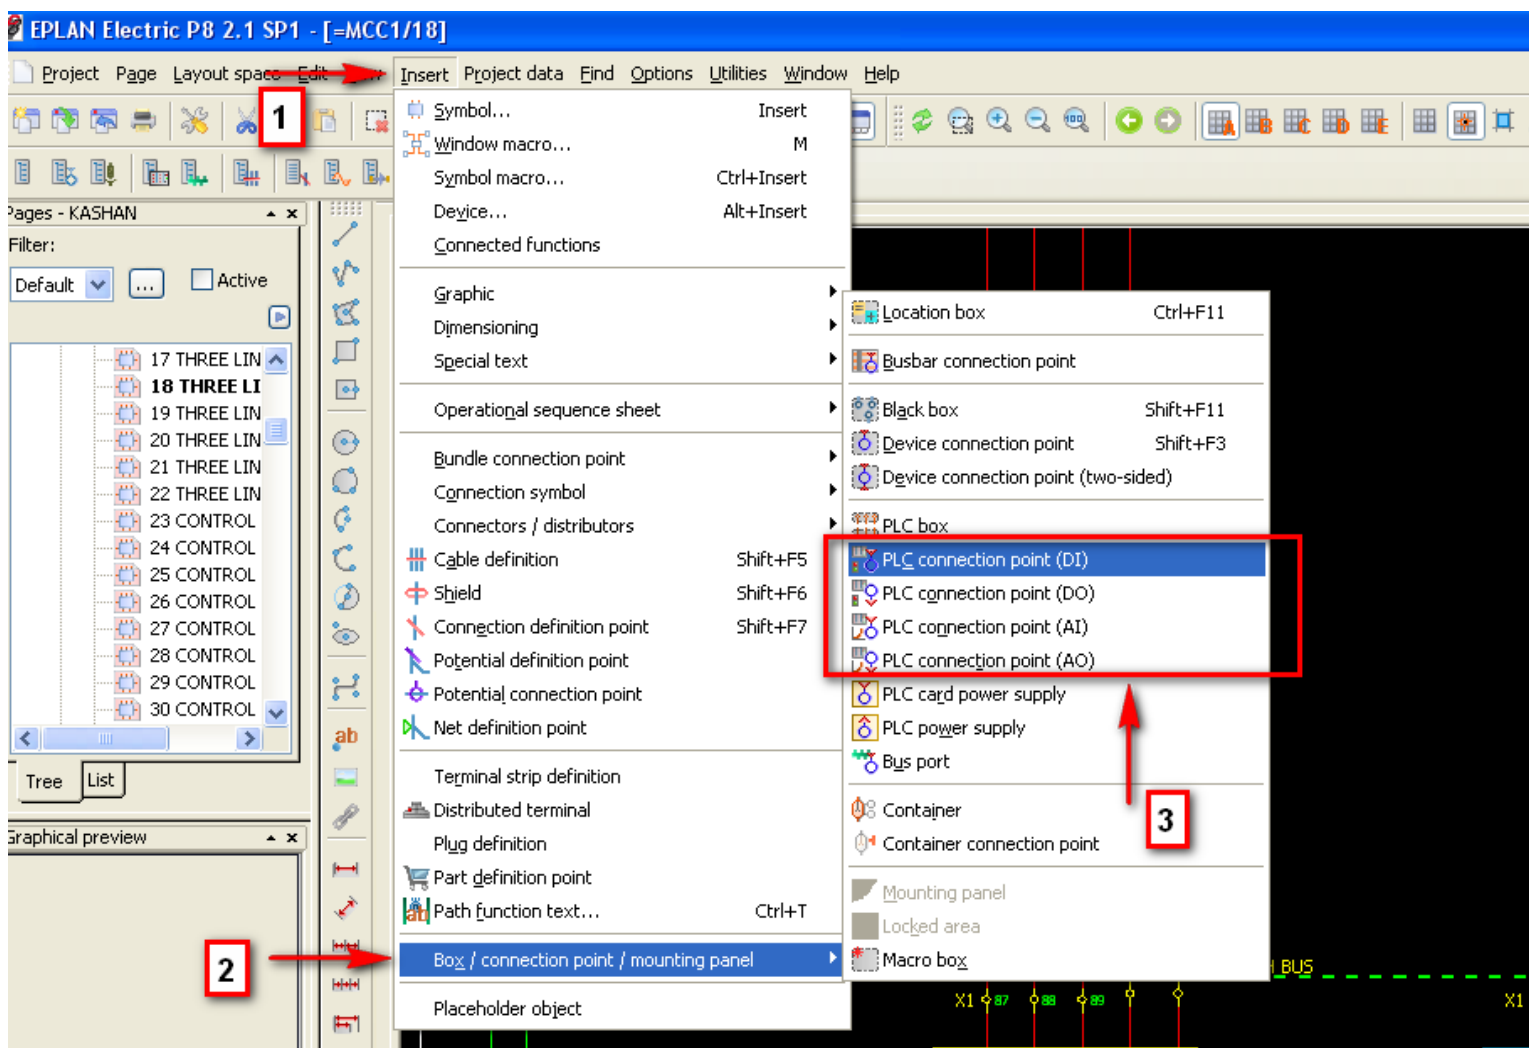 EPLAN Electric P8 2.1 SP1 - [=MCC1/18]
Project Page Layout space Edit Insert Project data Find Options Utilities Window Help
1
A B C D E
Pages - KASHAN
Filter:
Default ... Active
17 THREE LIN
18 THREE LI
19 THREE LIN
20 THREE LIN
21 THREE LIN
22 THREE LIN
23 CONTROL
24 CONTROL
25 CONTROL
26 CONTROL
27 CONTROL
28 CONTROL
29 CONTROL
30 CONTROL
Tree List
Graphical preview
ab
Symbol... Insert
Window macro... M
Symbol macro... Ctrl+Insert
Device... Alt+Insert
Connected functions
Graphic
Dimensioning
Special text
Operational sequence sheet
Bundle connection point
Connection symbol
Connectors / distributors
Cable definition Shift+F5
Shield Shift+F6
Connection definition point Shift+F7
Potential definition point
Potential connection point
Net definition point
Terminal strip definition
Distributed terminal
Plug definition
Part definition point
Path function text... Ctrl+T
2
Box / connection point / mounting panel
Placeholder object
Location box Ctrl+F11
Busbar connection point
Black box Shift+F11
Device connection point Shift+F3
Device connection point (two-sided)
PLC box
PLC connection point (DI)
PLC connection point (DO)
PLC connection point (AI)
PLC connection point (AO)
PLC card power supply
PLC power supply
Bus port
3
Container
Container connection point
Mounting panel
Locked area
Macro box
BUS
X1 87 88 89 X1